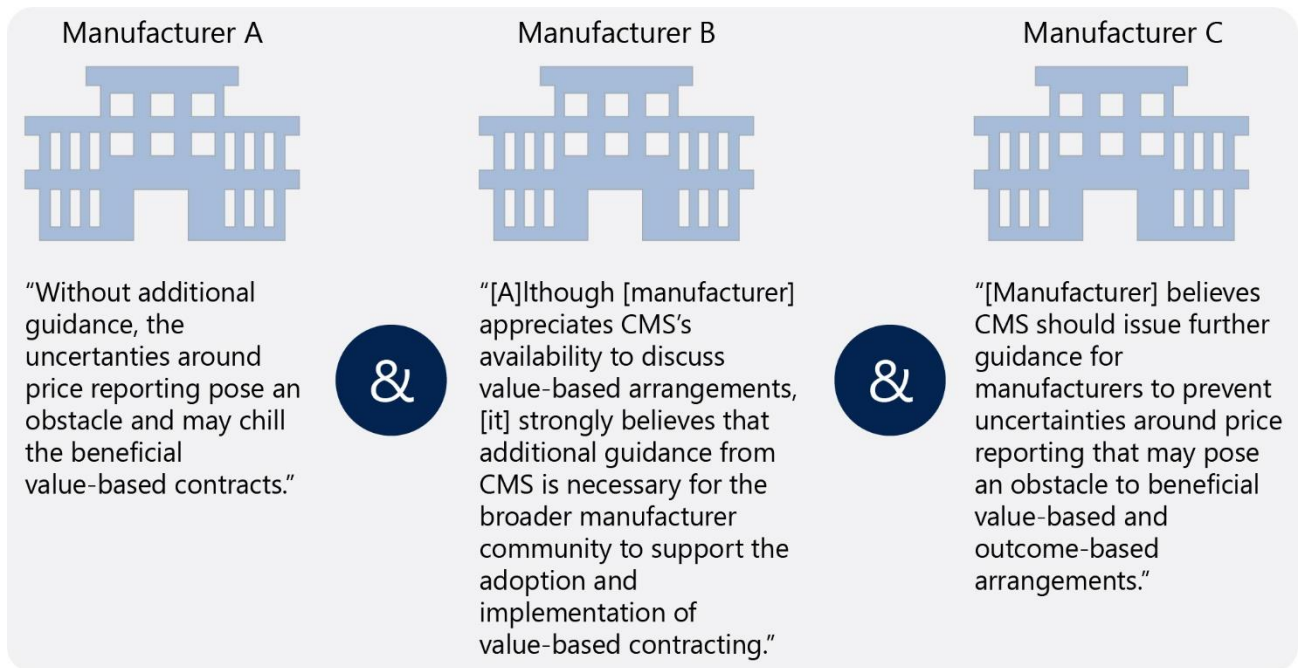 Manufacturer A
"Without additional
guidance, the
uncertanties around
price reporting pose an
obstacle and may chill
the beneficial
value-based contracts."
&
Manufacturer B
"[A]lthough [manufacturer]
appreciates CMS's
availability to discuss
value-based arrangements,
[it] strongly believes that
additional guidance from
CMS is necessary for the
broader manufacturer
community to support the
adoption and
implementation of
value-based contracting."
&
Manufacturer C
"[Manufacturer] believes
CMS should issue further
guidance for
manufacturers to prevent
uncertainties around price
reporting that may pose
an obstacle to beneficial
value-based and
outcome-based
arrangements."